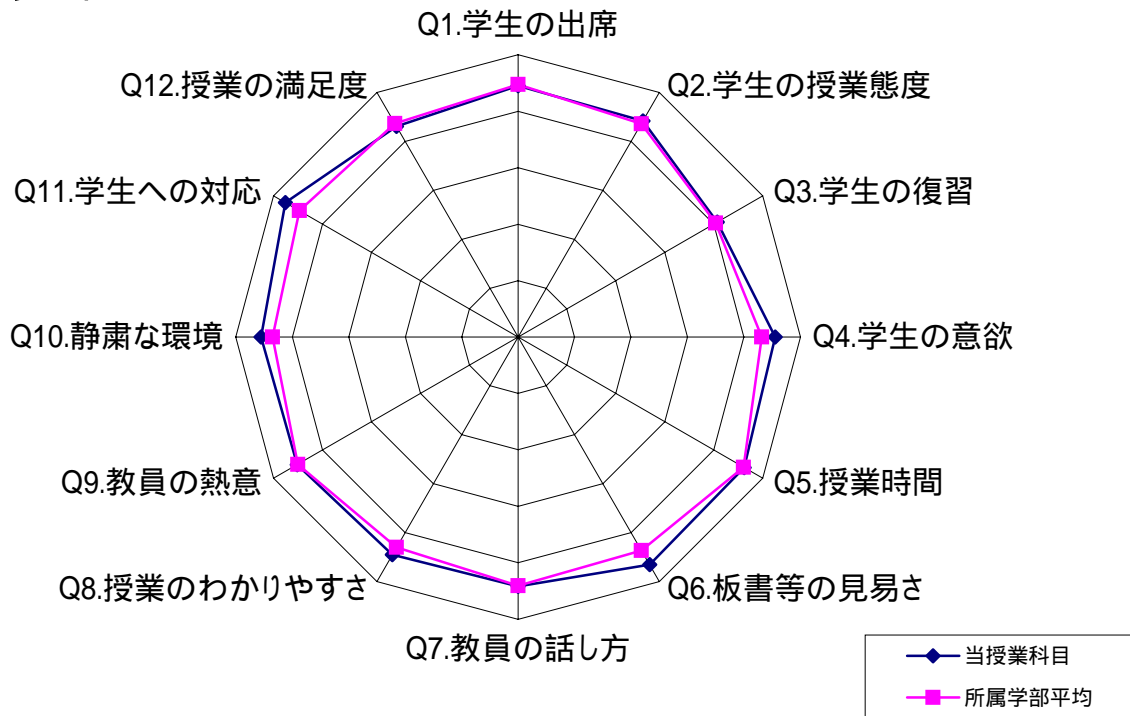 Q1.学生の出席
Q2.学生の授業態度
Q3.学生の復習
Q4.学生の意欲
Q5.授業時間
Q6.板書等の見易さ
Q7.教員の話し方
Q8.授業のわかりやすさ
Q9.教員の熱意
Q10.静粛な環境
Q11.学生への対応
Q12.授業の満足度
当授業科目
所属学部平均